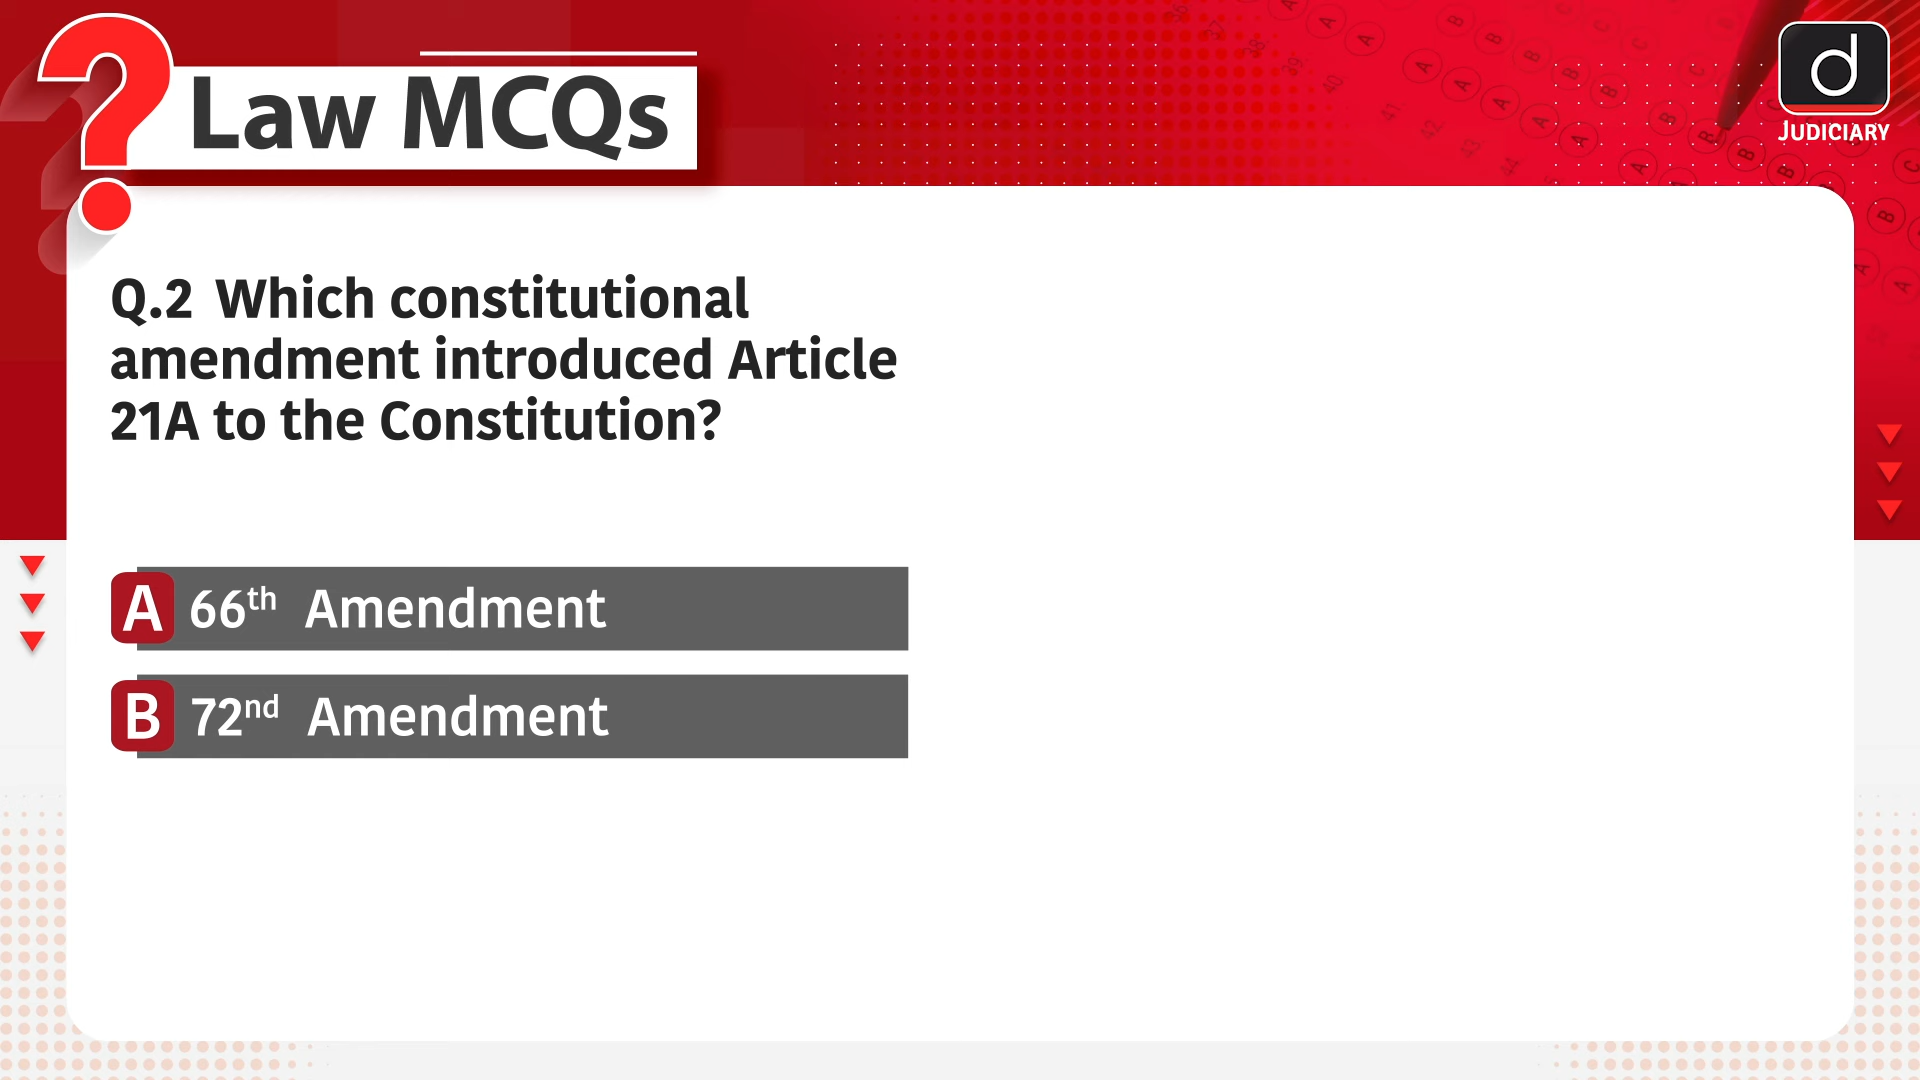 ? Law MCQs
d
JUDICIARY
Q.2 Which constitutional
amendment introduced Article
21A to the Constitution?
A 66th Amendment
B 72nd Amendment